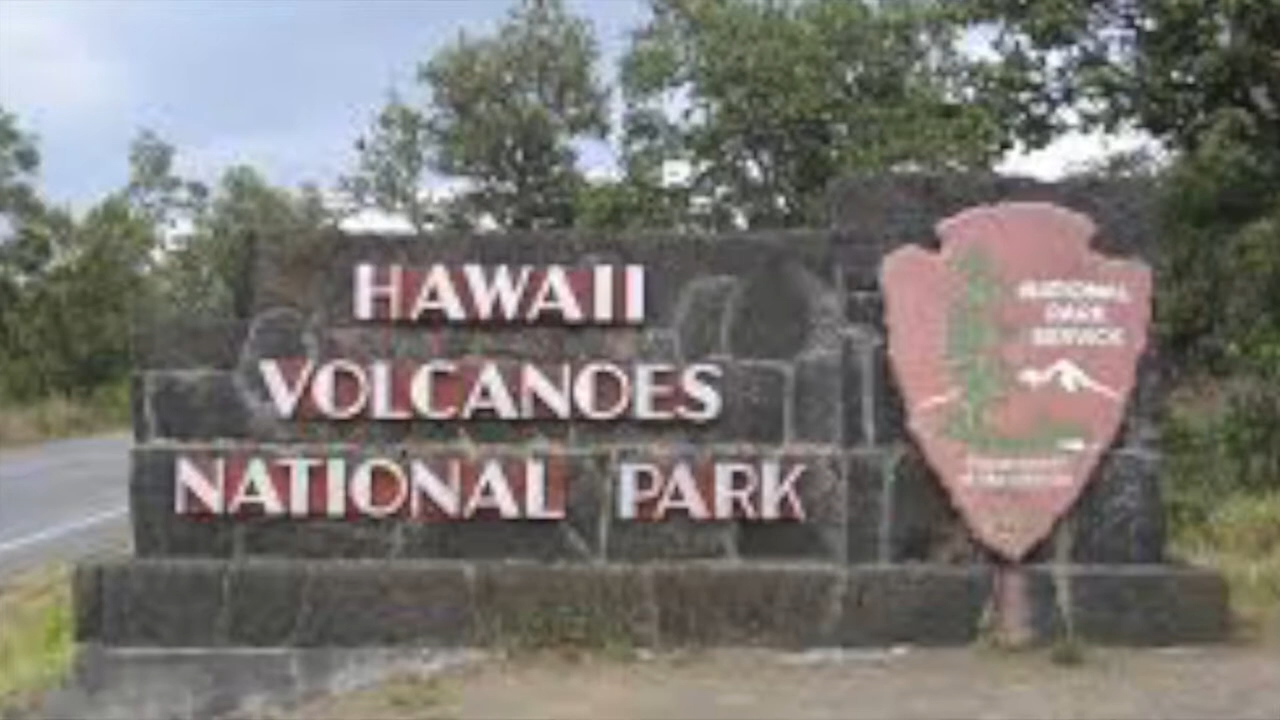 HAWAII
VOLCANOES
NATIONAL PARK
NATIONAL
PARK
SERVICE